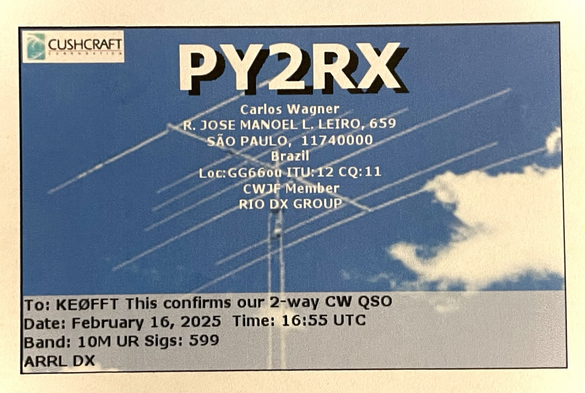 CUSHCRAFT
CORPORATION
PY2RX
Carlos Wagner
R. JOSE MANOEL L. LEIRO, 659
SÃO PAULO, 11740000
Brazil
Loc:GG66ou ITU:12 CQ:11
CWJF Member
RIO DX GROUP
To: KEØFFT This confirms our 2-way CW QSO
Date: February 16, 2025 Time: 16:55 UTC
Band: 10M UR Sigs: 599
ARRL DX